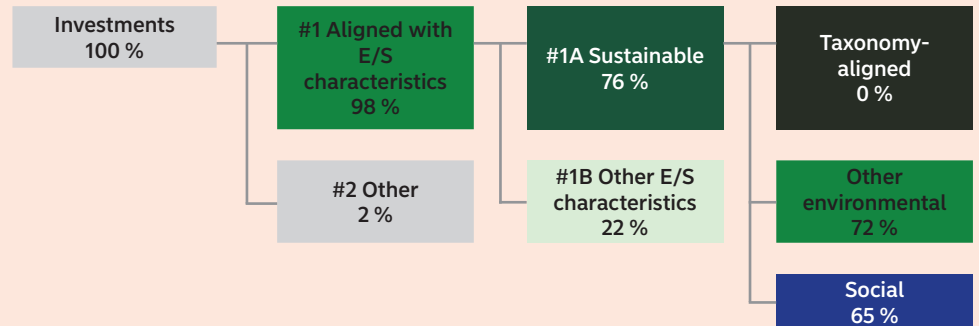 Investments
100 %
#1 Aligned with
E/S
characteristics
98 %
#2 Other
2 %
#1A Sustainable
76 %
#1B Other E/S
characteristics
22 %
Taxonomy-
aligned
0 %
Other
environmental
72 %
Social
65 %